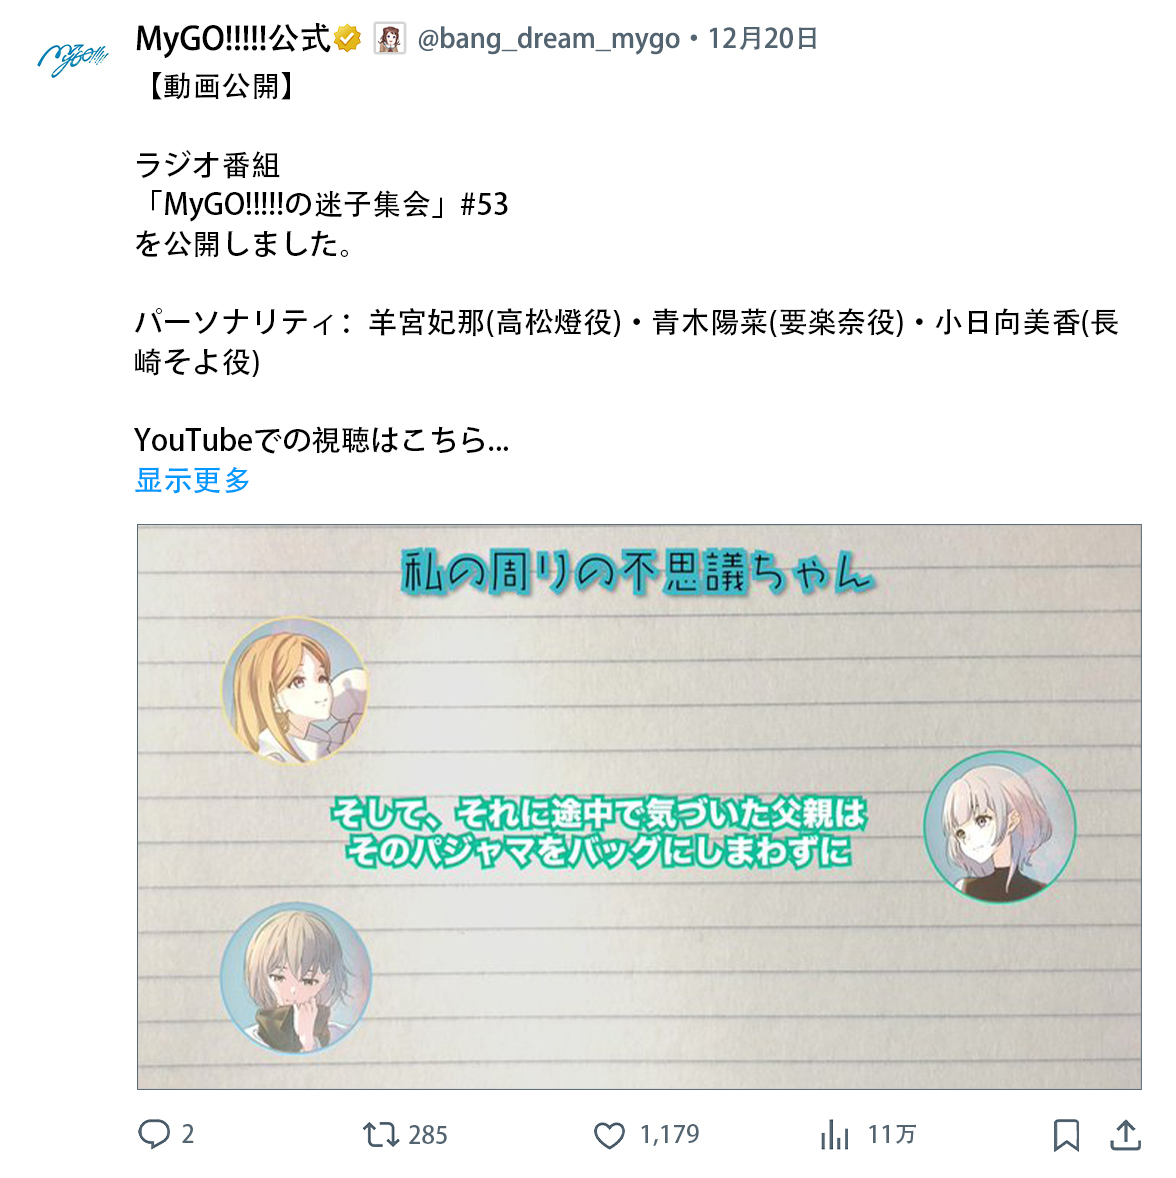 MyGO!!!!!
MyGO!!!!!公式 @bang_dream_mygo・12月20日
【動画公開】
ラジオ番組
「MyGO!!!!!の迷子集会」#53
を公開しました。
パーソナリティ：羊宮妃那(高松燈役)・青木陽菜(要楽奈役)・小日向美香(長
崎そよ役)
YouTubeでの視聴はこちら...
显示更多
私の周りの不思議ちゃん
そして、それに途中で気づいた父親は
そのパジャマをバッグにしまわずに
2 285 1,179 11万